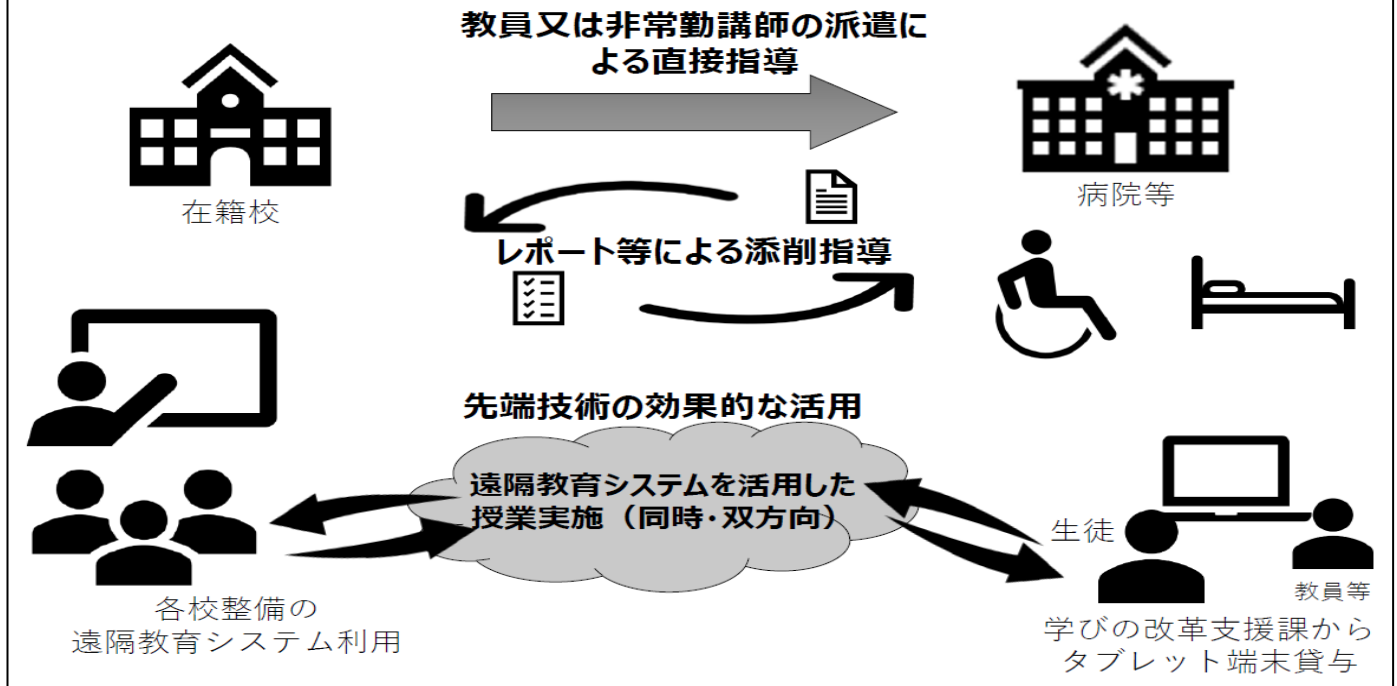 教員又は非常勤講師の派遣に
よる直接指導
在籍校
病院等
レポート等による添削指導
先端技術の効果的な活用
遠隔教育システムを活用した
授業実施（同時・双方向）
生徒
教員等
各校整備の
遠隔教育システム利用
学びの改革支援課から
タブレット端末貸与